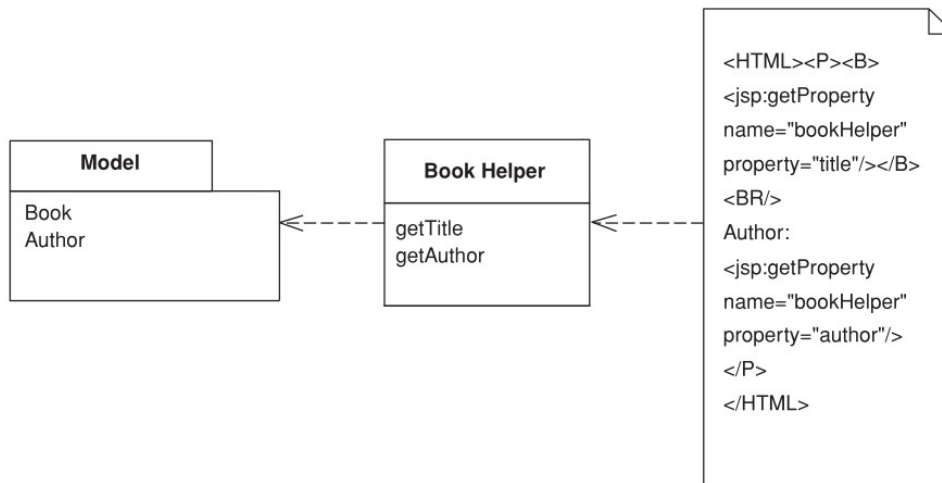 Model
Book
Author
Book Helper
getTitle
getAuthor
<HTML><P><B>
<jsp:getProperty
name="bookHelper"
property="title"/></B>
<BR/>
Author:
<jsp:getProperty
name="bookHelper"
property="author"/>
</P>
</HTML>